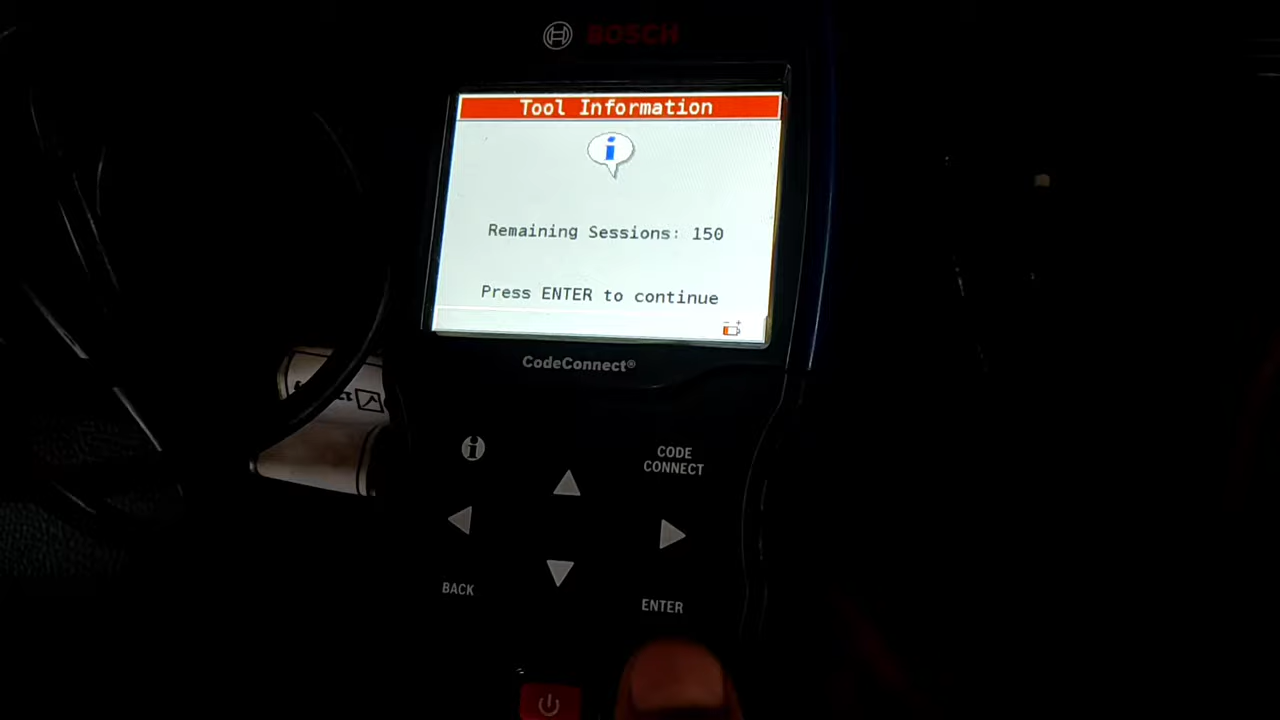 BOSCH
Tool Information
Remaining Sessions: 150
Press ENTER to continue
CodeConnect®
CODE
CONNECT
BACK
ENTER